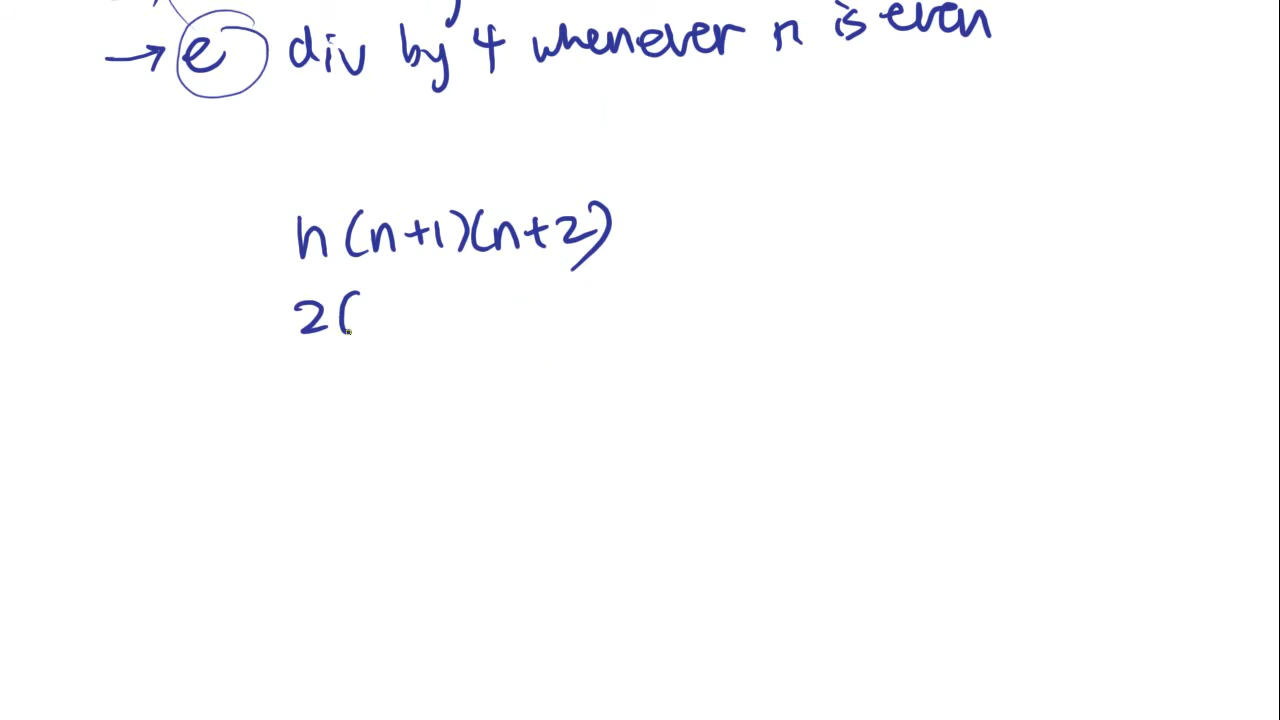 → e div by 4 whenever n is even
n(n+1)(n+2)
2(